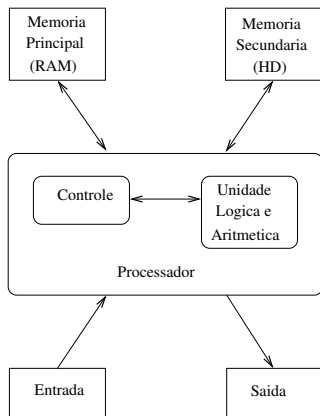 Memoria
Principal
(RAM)
Memoria
Secundaria
(HD)
Controle
Unidade
Logica e
Aritmetica
Processador
Entrada
Saida